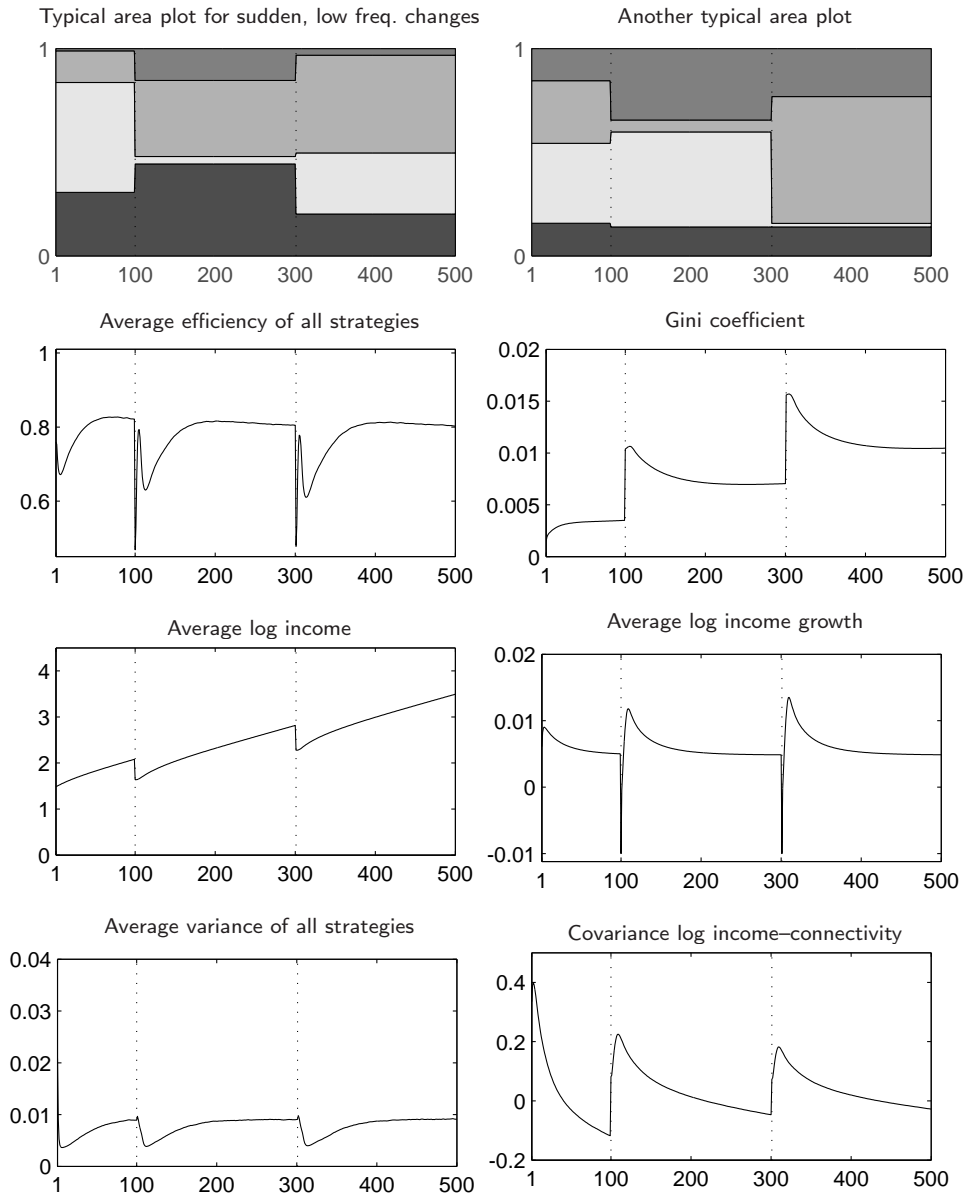 Typical area plot for sudden, low freq. changes
1
0
1 100 200 300 400 500
Another typical area plot
1
0
1 100 200 300 400 500
Average efficiency of all strategies
1
0.8
0.6
1 100 200 300 400 500
Gini coefficient
0.02
0.015
0.01
0.005
0
1 100 200 300 400 500
Average log income
4
3
2
1
0
1 100 200 300 400 500
Average log income growth
0.02
0.01
0
-0.01
1 100 200 300 400 500
Average variance of all strategies
0.04
0.03
0.02
0.01
0
1 100 200 300 400 500
Covariance log income–connectivity
0.4
0.2
0
-0.2
1 100 200 300 400 500